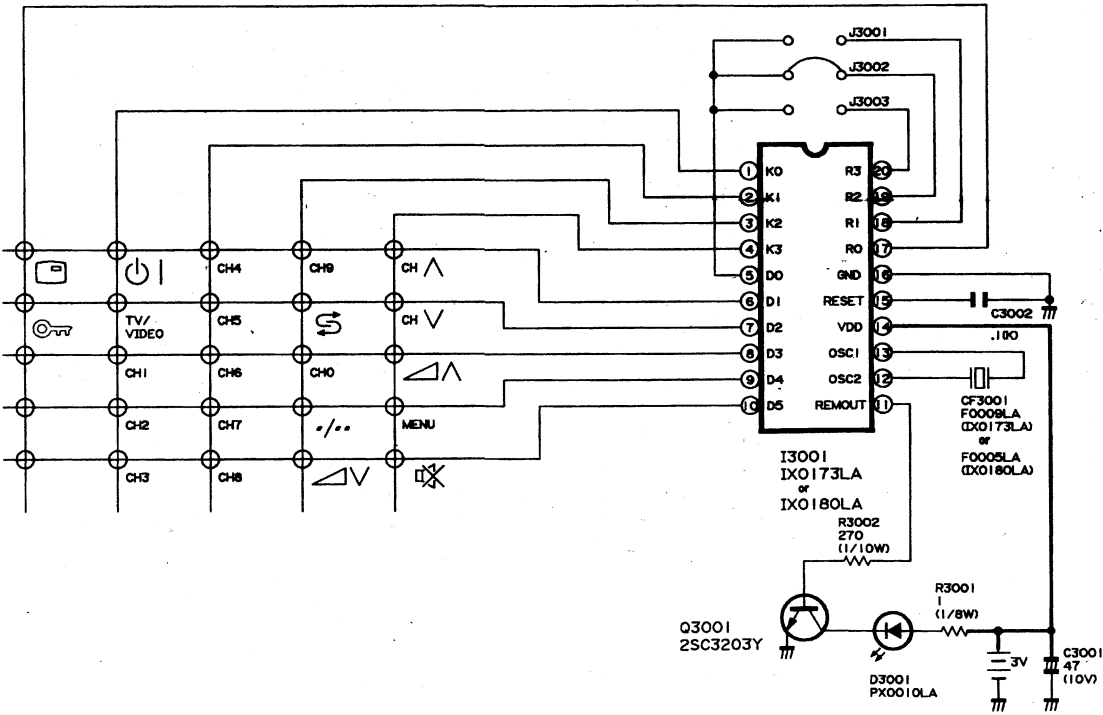 J3001
J3002
J3003
1 K0 R3 20
2 K1 R2 19
3 K2 R1 18
4 K3 R0 17
5 D0 GND 16
6 D1 RESET 15
7 D2 VDD 14
8 D3 OSC1 13
9 D4 OSC2 12
10 D5 REMOUT 11
CH4
CH9
CH
TV/
VIDEO
CH5
CH
CH1
CH6
CH0
CH2
CH7
MENU
CH3
CH8
C3002
CF3001
F0009LA
(IX0173LA)
or
F0005LA
(IX0180LA)
I3001
IX0173LA
or
IX0180LA
R3002
270
(1/10W)
Q3001
2SC3203Y
D3001
PX0010LA
R3001
1
(1/8W)
3V
C3001
47
(10V)